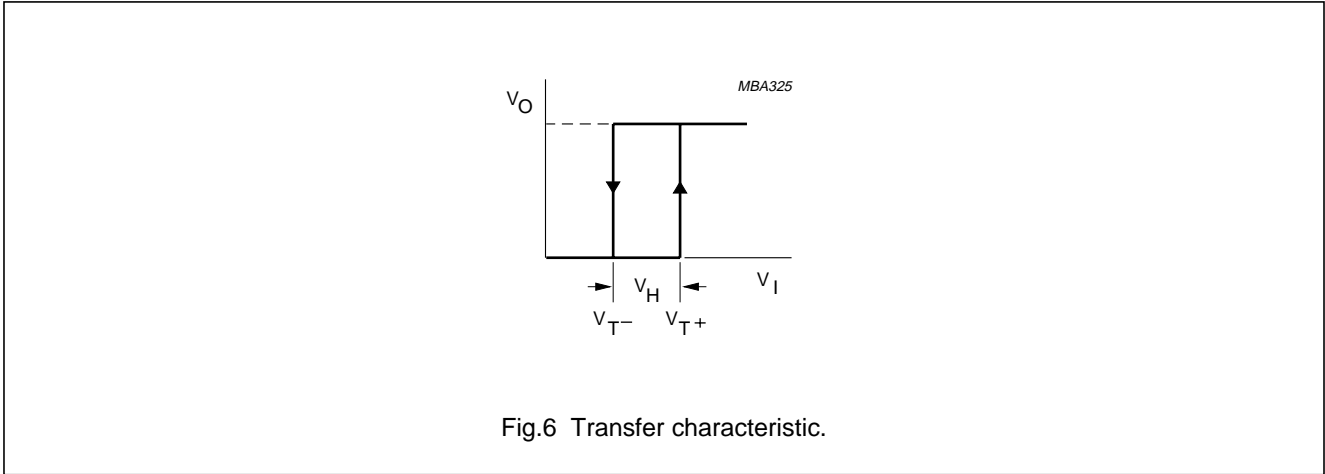 MBA325
VO
VI
VH
VT− VT+
Fig.6 Transfer characteristic.